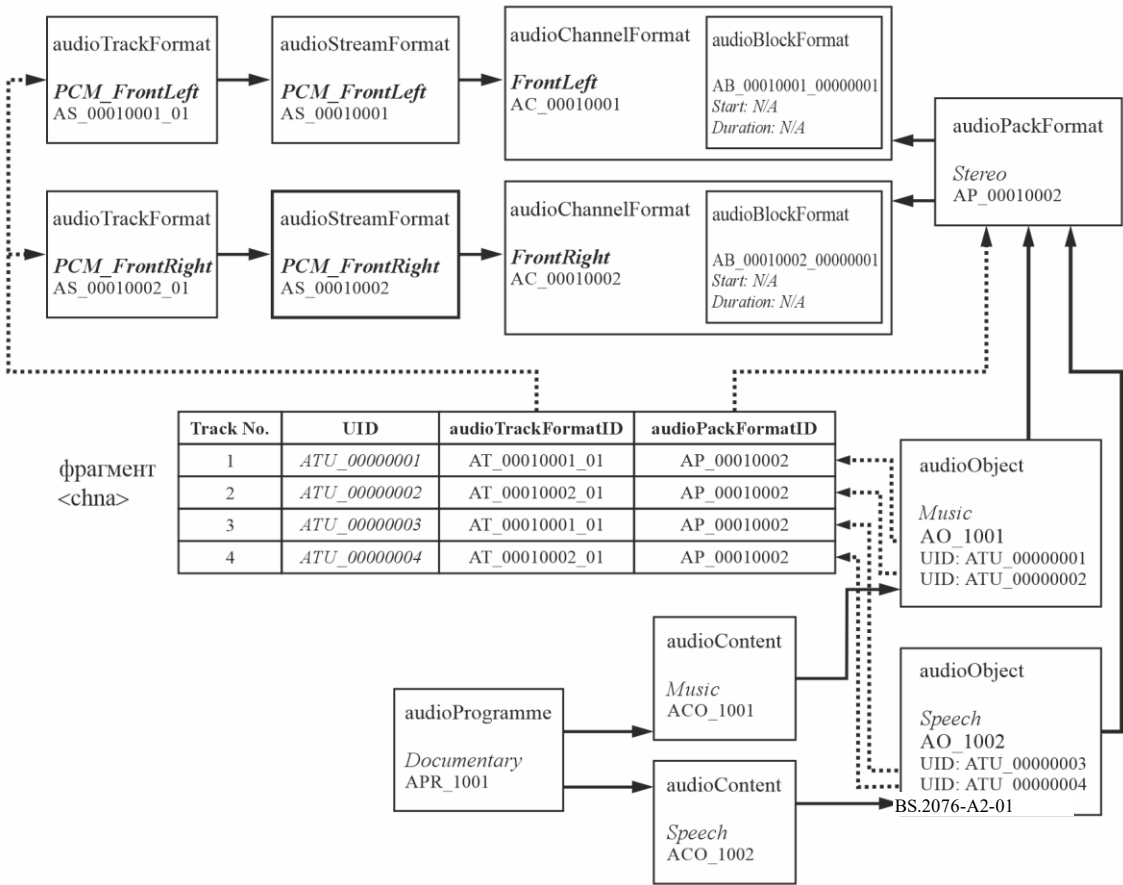 audioTrackFormat
PCM_FrontLeft
AS_00010001_01
audioStreamFormat
PCM_FrontLeft
AS_00010001
audioChannelFormat
FrontLeft
AC_00010001
audioBlockFormat
AB_00010001_00000001
Start: N/A
Duration: N/A
audioPackFormat
Stereo
AP_00010002
audioTrackFormat
PCM_FrontRight
AS_00010002_01
audioStreamFormat
PCM_FrontRight
AS_00010002
audioChannelFormat
FrontRight
AC_00010002
audioBlockFormat
AB_00010002_00000001
Start: N/A
Duration: N/A
фрагмент
<chna>
Track No. UID audioTrackFormatID audioPackFormatID
1 ATU_00000001 AT_00010001_01 AP_00010002
2 ATU_00000002 AT_00010002_01 AP_00010002
3 ATU_00000003 AT_00010001_01 AP_00010002
4 ATU_00000004 AT_00010002_01 AP_00010002
audioObject
Music
AO_1001
UID: ATU_00000001
UID: ATU_00000002
audioProgramme
Documentary
APR_1001
audioContent
Music
ACO_1001
audioContent
Speech
ACO_1002
audioObject
Speech
AO_1002
UID: ATU_00000003
UID: ATU_00000004
BS.2076-A2-01